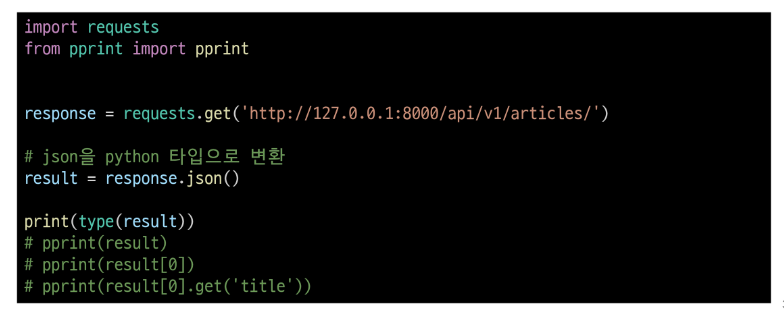 import requests
from pprint import pprint
response = requests.get('http://127.0.0.1:8000/api/v1/articles/')
# json을 python 타입으로 변환
result = response.json()
print(type(result))
# pprint(result)
# pprint(result[0])
# pprint(result[0].get('title'))